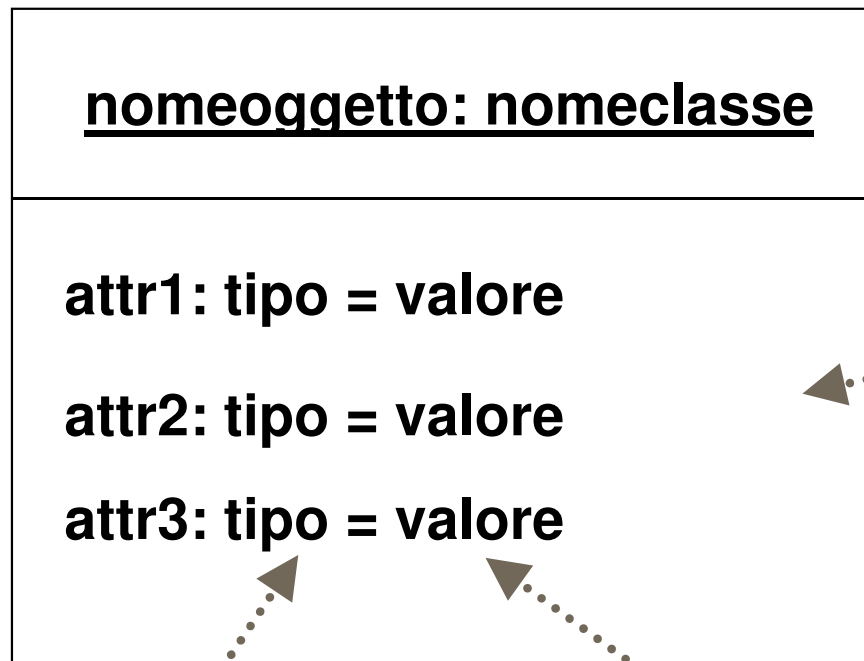 nomeoggetto: nomeclasse
attr1: tipo = valore
attr2: tipo = valore
attr3: tipo = valore